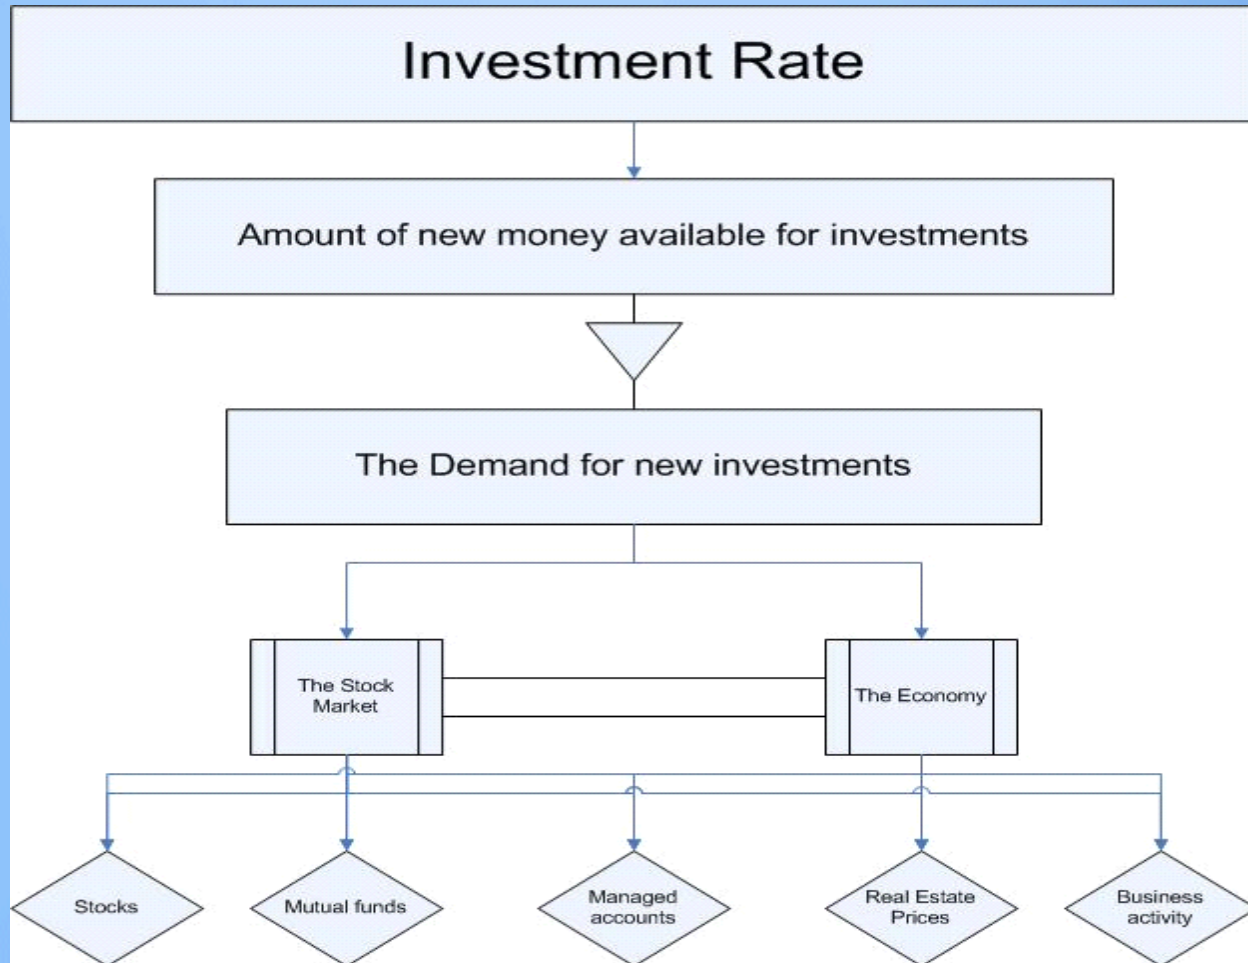 Investment Rate
Amount of new money available for investments
The Demand for new investments
The Stock
Market
The Economy
Stocks
Mutual funds
Managed
accounts
Real Estate
Prices
Business
activity